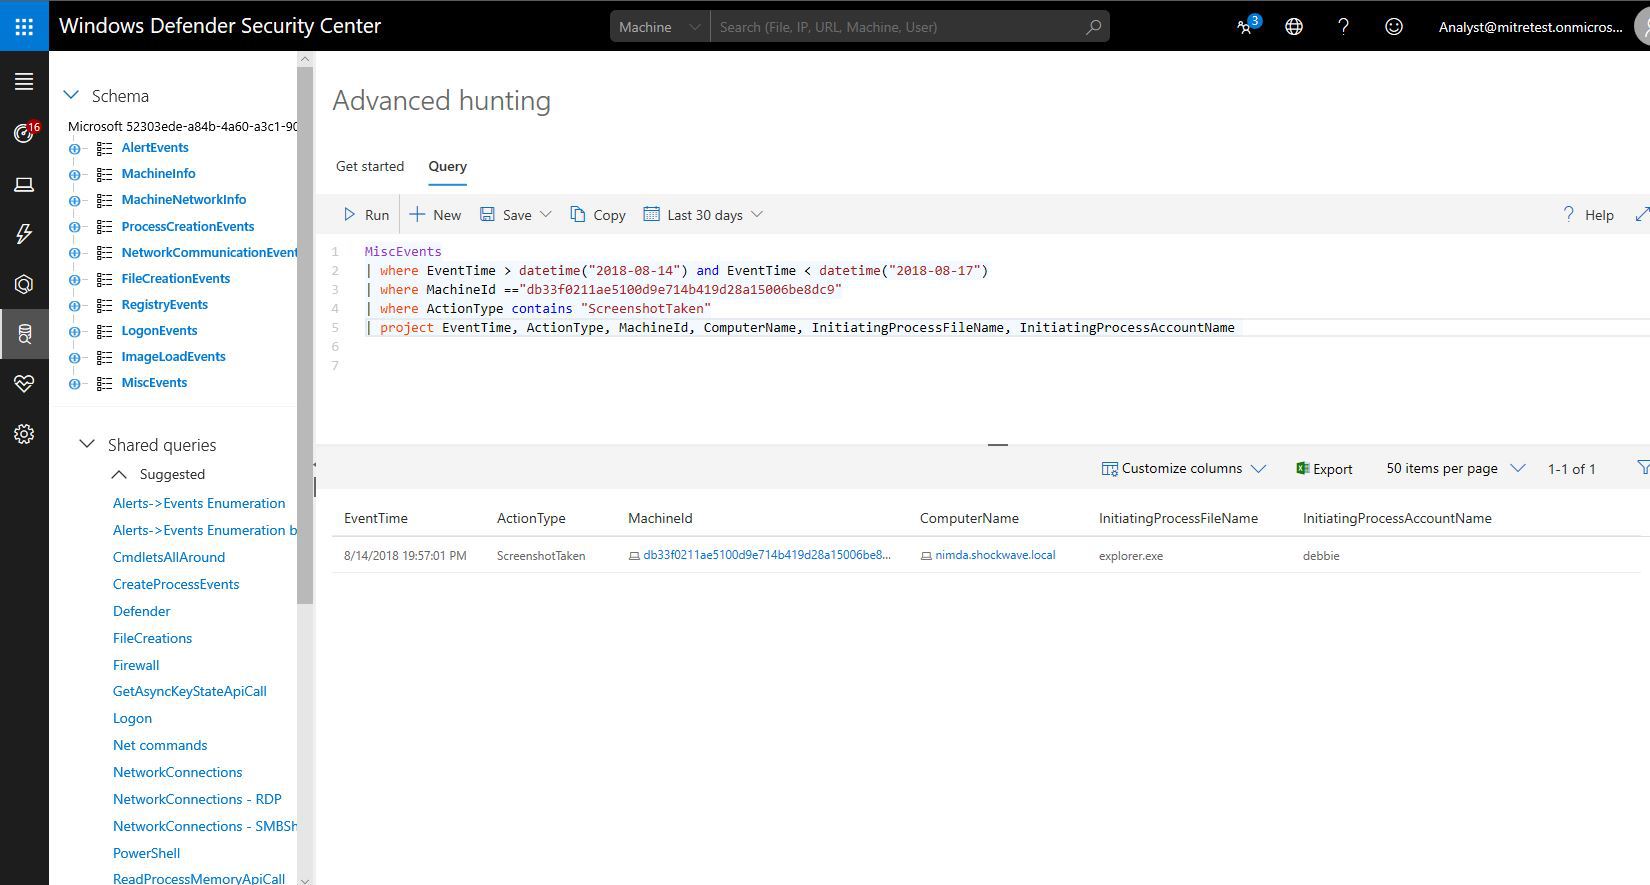 Windows Defender Security Center
Machine
Search (File, IP, URL, Machine, User)
3
?
Analyst@mitretest.onmicros...
16
Schema
Microsoft 52303ede-a84b-4a60-a3c1-90
AlertEvents
MachineInfo
MachineNetworkInfo
ProcessCreationEvents
NetworkCommunicationEvent
FileCreationEvents
RegistryEvents
LogonEvents
ImageLoadEvents
MiscEvents
Shared queries
Suggested
Alerts->Events Enumeration
Alerts->Events Enumeration b
CmdletsAllAround
CreateProcessEvents
Defender
FileCreations
Firewall
GetAsyncKeyStateApiCall
Logon
Net commands
NetworkConnections
NetworkConnections - RDP
NetworkConnections - SMBSh
PowerShell
ReadProcessMemoryApiCall
Advanced hunting
Get started Query
Run New Save Copy Last 30 days ? Help
1 MiscEvents
2 | where EventTime > datetime("2018-08-14") and EventTime < datetime("2018-08-17")
3 | where MachineId =="db33f0211ae5100d9e714b419d28a15006be8dc9"
4 | where ActionType contains "ScreenshotTaken"
5 | project EventTime, ActionType, MachineId, ComputerName, InitiatingProcessFileName, InitiatingProcessAccountName
6
7
Customize columns Export 50 items per page 1-1 of 1
EventTime ActionType MachineId ComputerName InitiatingProcessFileName InitiatingProcessAccountName
8/14/2018 19:57:01 PM ScreenshotTaken db33f0211ae5100d9e714b419d28a15006be8... nimda.shockwave.local explorer.exe debbie